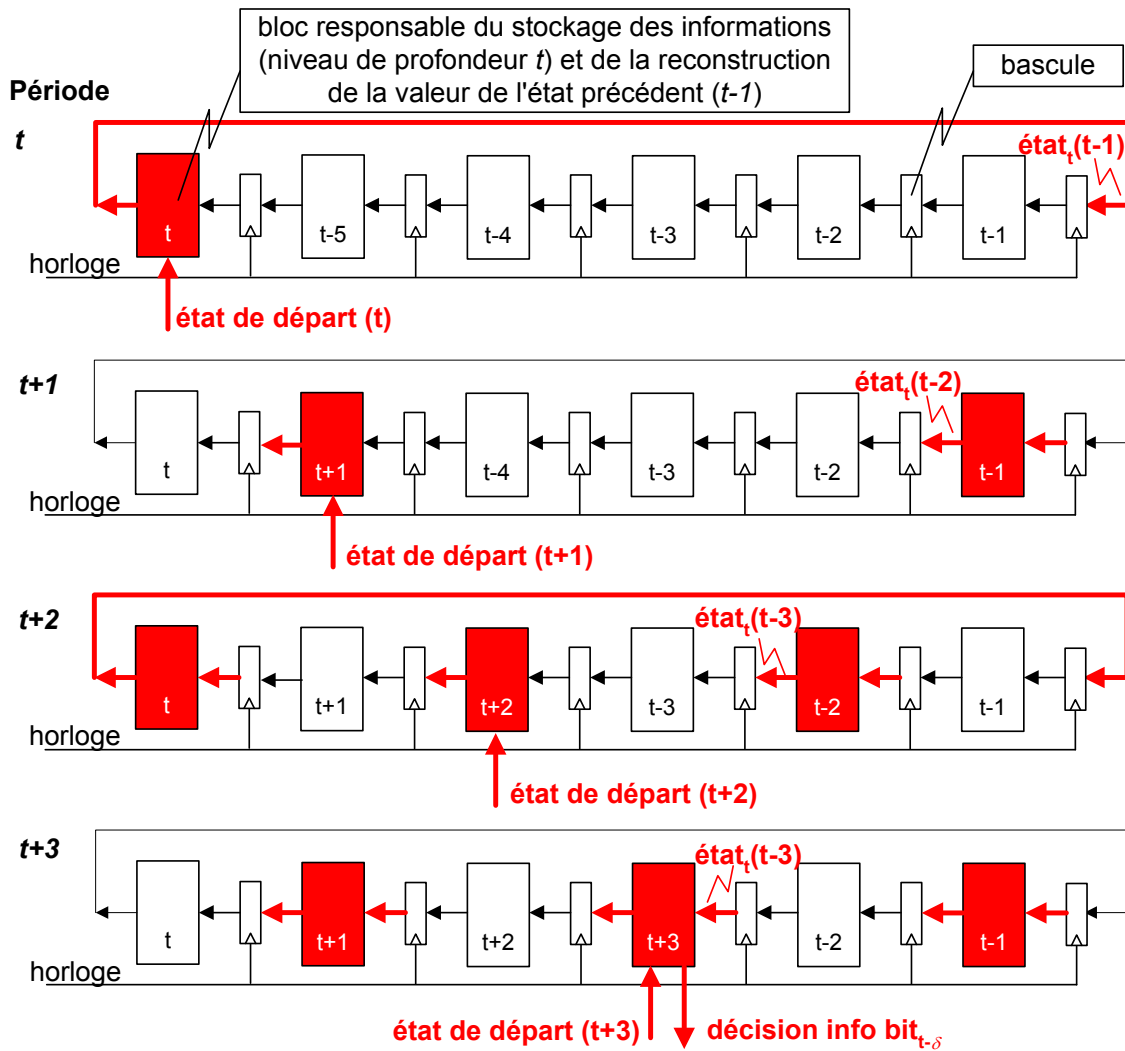 bloc responsable du stockage des informations
(niveau de profondeur t) et de la reconstruction
de la valeur de l'état précédent (t-1)
bascule
Période
t
état_t(t-1)
t
t-5
t-4
t-3
t-2
t-1
horloge
état de départ (t)
t+1
état_t(t-2)
t
t+1
t-4
t-3
t-2
t-1
horloge
état de départ (t+1)
t+2
état_t(t-3)
t
t+1
t+2
t-3
t-2
t-1
horloge
état de départ (t+2)
t+3
état_t(t-3)
t
t+1
t+2
t+3
t-2
t-1
horloge
état de départ (t+3)
décision info bit_t-δ